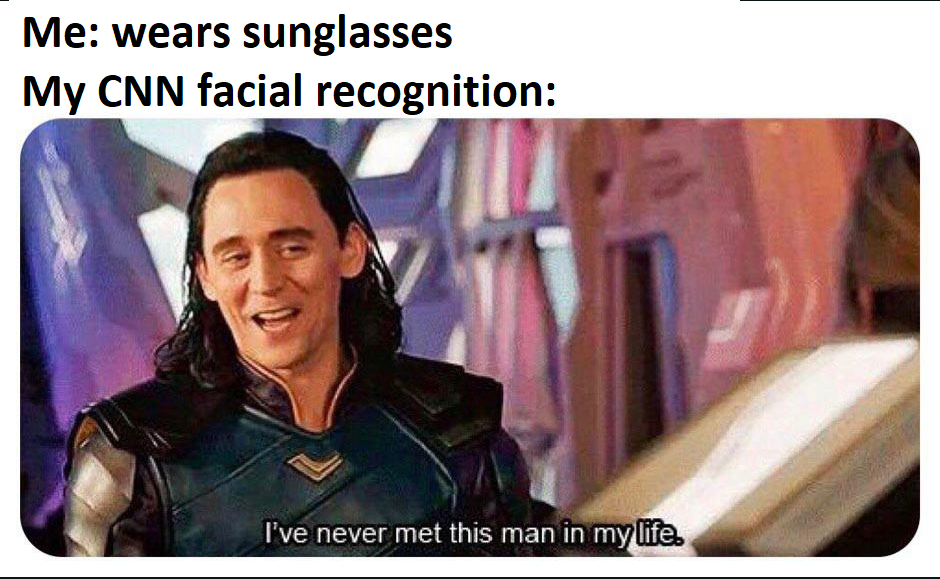 Me: wears sunglasses
My CNN facial recognition:
I've never met this man in my life.